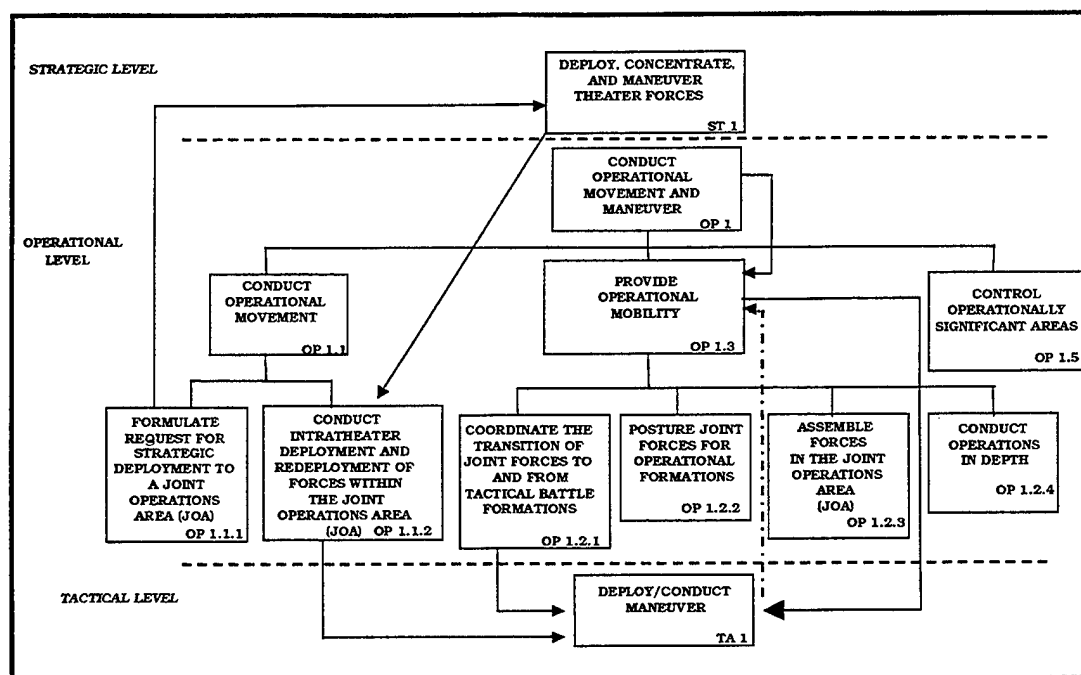 STRATEGIC LEVEL
DEPLOY, CONCENTRATE,
AND MANEUVER
THEATER FORCES
ST 1
CONDUCT
OPERATIONAL
MOVEMENT AND
MANEUVER
OP 1
OPERATIONAL
LEVEL
CONDUCT
OPERATIONAL
MOVEMENT
OP 1.1
PROVIDE
OPERATIONAL
MOBILITY
OP 1.3
CONTROL
OPERATIONALLY
SIGNIFICANT AREAS
OP 1.5
FORMULATE
REQUEST FOR
STRATEGIC
DEPLOYMENT TO
A JOINT
OPERATIONS
AREA (JOA)
OP 1.1.1
CONDUCT
INTRATHEATER
DEPLOYMENT AND
REDEPLOYMENT OF
FORCES WITHIN
THE JOINT
OPERATIONS AREA
(JOA) OP 1.1.2
COORDINATE THE
TRANSITION OF
JOINT FORCES TO
AND FROM
TACTICAL BATTLE
FORMATIONS
OP 1.2.1
POSTURE JOINT
FORCES FOR
OPERATIONAL
FORMATIONS
OP 1.2.2
ASSEMBLE
FORCES
IN THE JOINT
OPERATIONS
AREA
(JOA)
OP 1.2.3
CONDUCT
OPERATIONS
IN DEPTH
OP 1.2.4
TACTICAL LEVEL
DEPLOY/CONDUCT
MANEUVER
TA 1